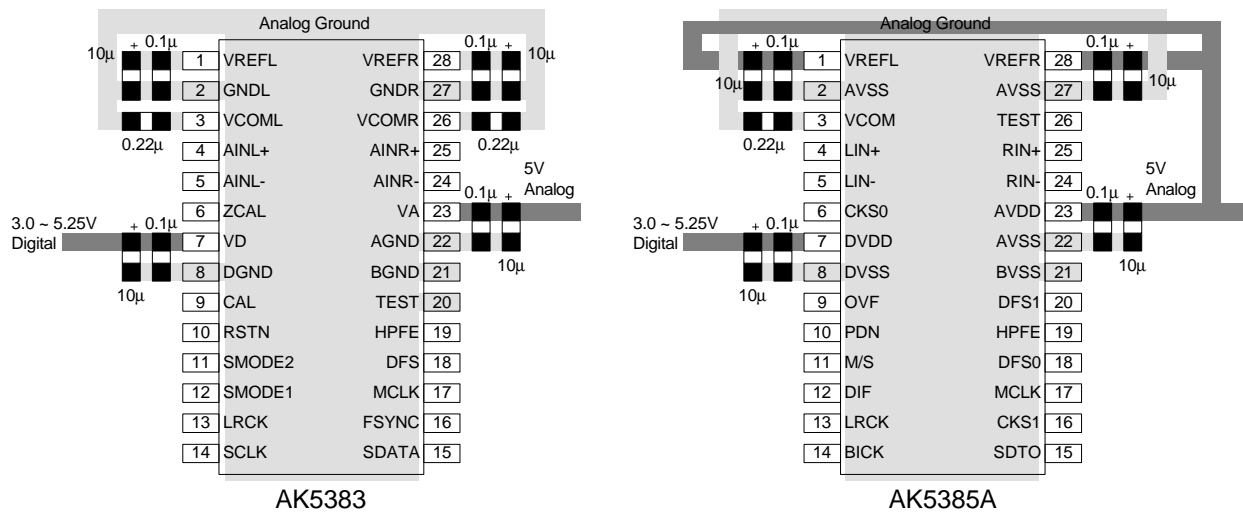 Analog Ground
10μ
+ 0.1μ
0.1μ +
10μ
1 VREFL VREFR 28
2 GNDL GNDR 27
3 VCOML VCOMR 26
0.22μ
0.22μ
4 AINL+ AINR+ 25
5 AINL- AINR- 24
5V
Analog
0.1μ +
6 ZCAL VA 23
3.0 ~ 5.25V
Digital
+ 0.1μ
7 VD AGND 22
10μ
8 DGND BGND 21
10μ
9 CAL TEST 20
10 RSTN HPFE 19
11 SMODE2 DFS 18
12 SMODE1 MCLK 17
13 LRCK FSYNC 16
14 SCLK SDATA 15
AK5383
Analog Ground
+ 0.1μ
0.1μ +
1 VREFL VREFR 28
10μ
10μ
2 AVSS AVSS 27
3 VCOM TEST 26
0.22μ
4 LIN+ RIN+ 25
5 LIN- RIN- 24
5V
Analog
0.1μ +
6 CKS0 AVDD 23
3.0 ~ 5.25V
Digital
+ 0.1μ
7 DVDD AVSS 22
10μ
8 DVSS BVSS 21
10μ
9 OVF DFS1 20
10 PDN HPFE 19
11 M/S DFS0 18
12 DIF MCLK 17
13 LRCK CKS1 16
14 BICK SDTO 15
AK5385A